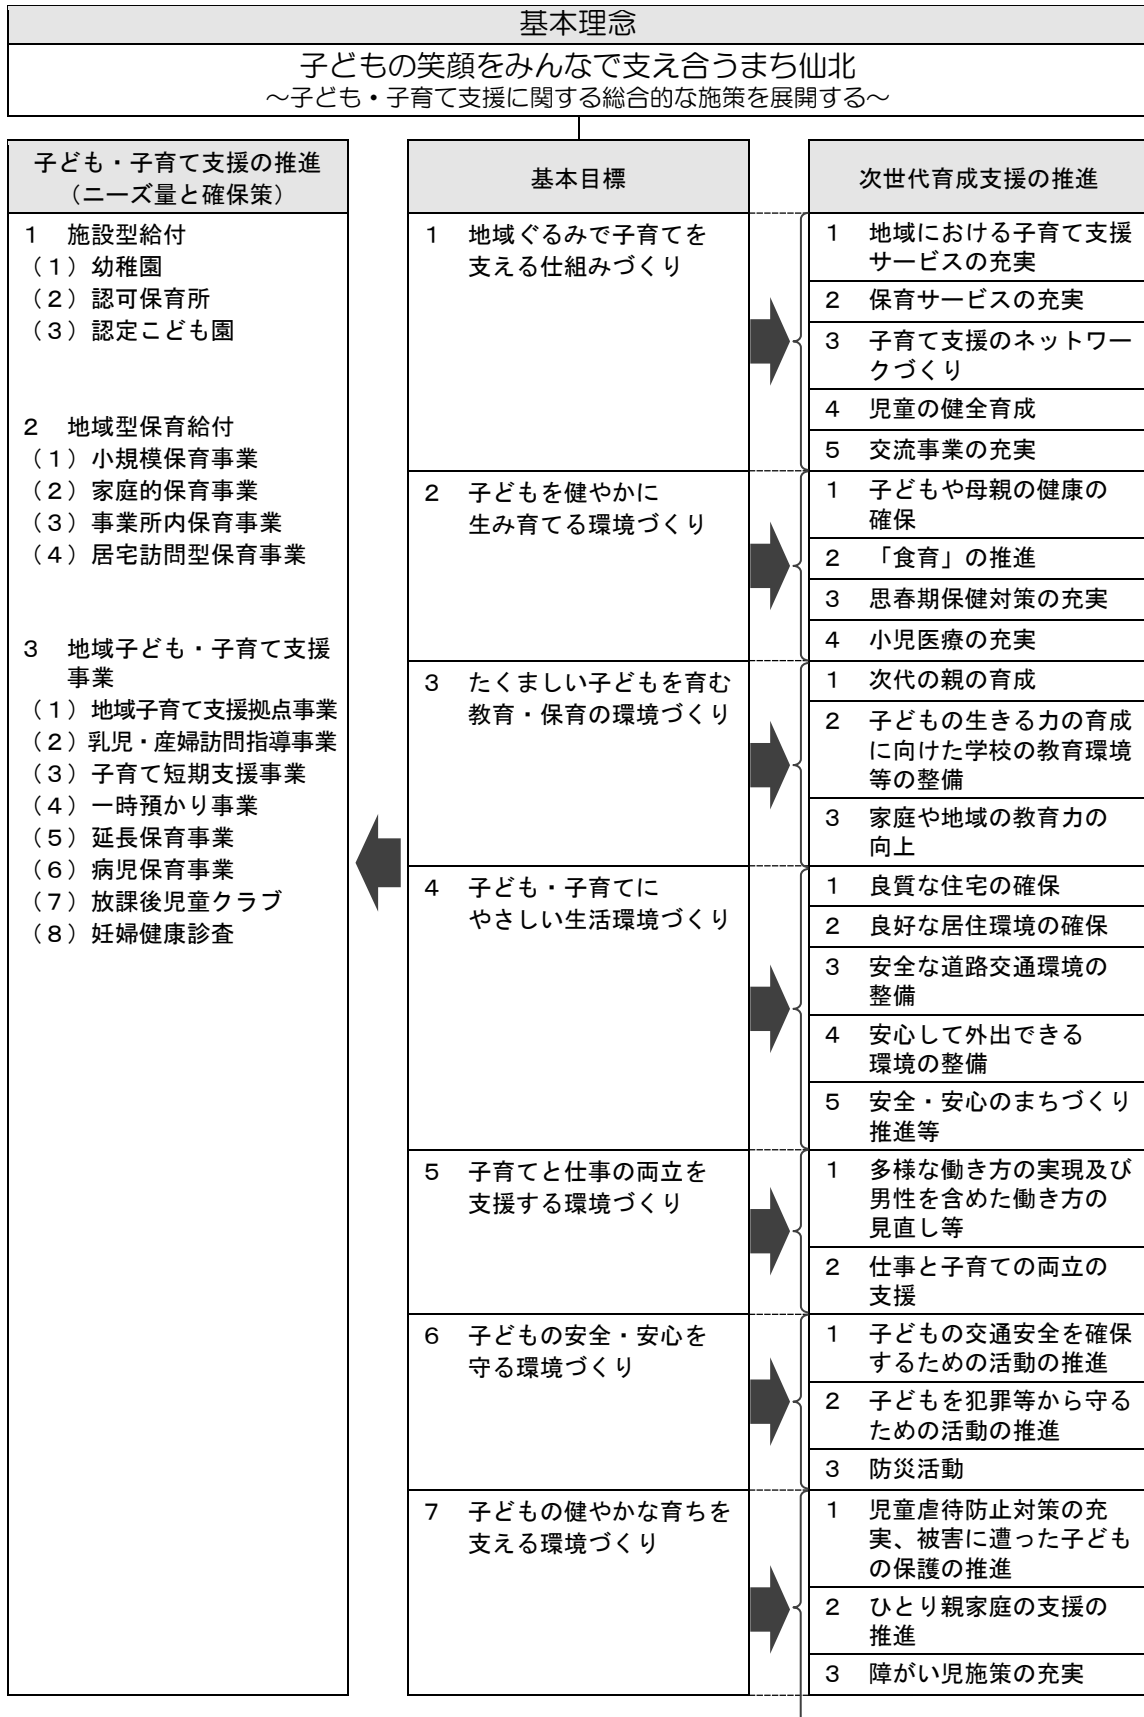 基本理念
子どもの笑顔をみんなで支え合うまち仙北
～子ども・子育て支援に関する総合的な施策を展開する～
子ども・子育て支援の推進
（ニーズ量と確保策）
1　施設型給付
（1）幼稚園
（2）認可保育所
（3）認定こども園
2　地域型保育給付
（1）小規模保育事業
（2）家庭的保育事業
（3）事業所内保育事業
（4）居宅訪問型保育事業
3　地域子ども・子育て支援
事業
（1）地域子育て支援拠点事業
（2）乳児・産婦訪問指導事業
（3）子育て短期支援事業
（4）一時預かり事業
（5）延長保育事業
（6）病児保育事業
（7）放課後児童クラブ
（8）妊婦健康診査
基本目標
1　地域ぐるみで子育てを
支える仕組みづくり
2　子どもを健やかに
生み育てる環境づくり
3　たくましい子どもを育む
教育・保育の環境づくり
4　子ども・子育てに
やさしい生活環境づくり
5　子育てと仕事の両立を
支援する環境づくり
6　子どもの安全・安心を
守る環境づくり
7　子どもの健やかな育ちを
支える環境づくり
次世代育成支援の推進
1　地域における子育て支援
サービスの充実
2　保育サービスの充実
3　子育て支援のネットワー
クづくり
4　児童の健全育成
5　交流事業の充実
1　子どもや母親の健康の
確保
2　「食育」の推進
3　思春期保健対策の充実
4　小児医療の充実
1　次代の親の育成
2　子どもの生きる力の育成
に向けた学校の教育環境
等の整備
3　家庭や地域の教育力の
向上
1　良質な住宅の確保
2　良好な居住環境の確保
3　安全な道路交通環境の
整備
4　安心して外出できる
環境の整備
5　安全・安心のまちづくり
推進等
1　多様な働き方の実現及び
男性を含めた働き方の
見直し等
2　仕事と子育ての両立の
支援
1　子どもの交通安全を確保
するための活動の推進
2　子どもを犯罪等から守る
ための活動の推進
3　防災活動
1　児童虐待防止対策の充
実、被害に遭った子ども
の保護の推進
2　ひとり親家庭の支援の
推進
3　障がい児施策の充実